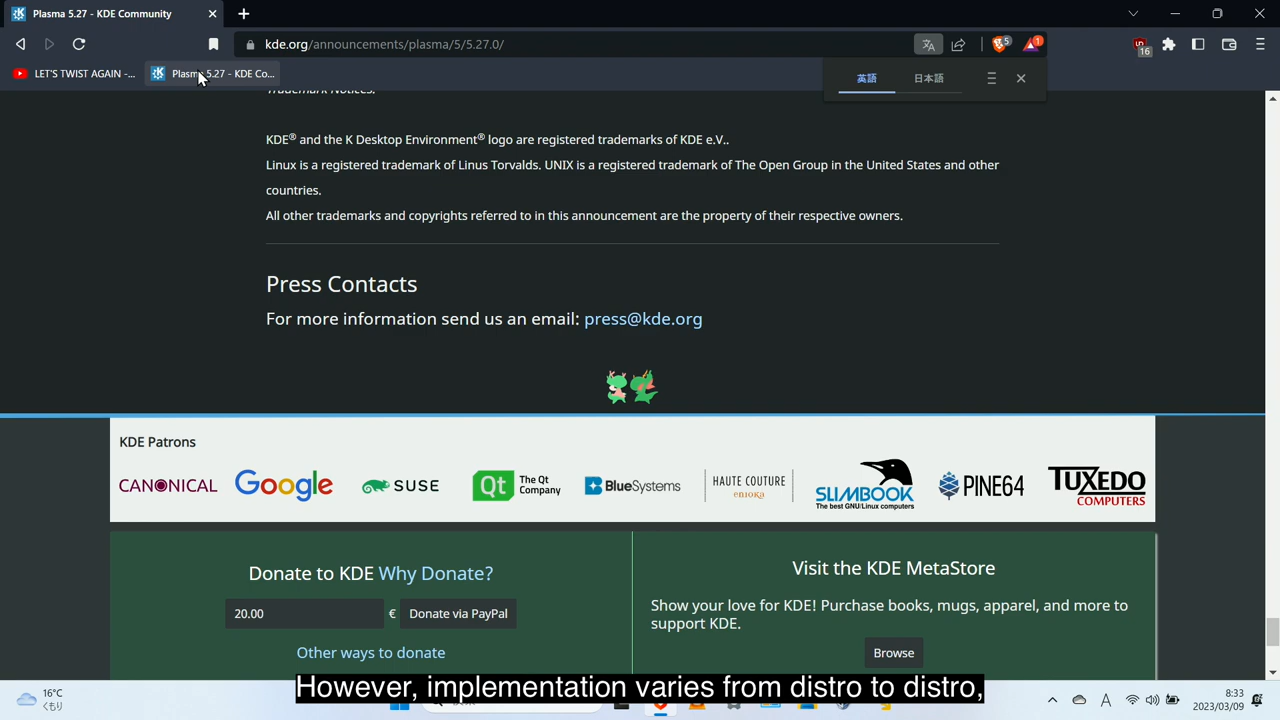 Plasma 5.27 - KDE Community
kde.org/announcements/plasma/5/5.27.0/
5
1
16
LET'S TWIST AGAIN -...
Plasma 5.27 - KDE Co...
英語
日本語
Trademark Notices.
KDE® and the K Desktop Environment® logo are registered trademarks of KDE e.V..
Linux is a registered trademark of Linus Torvalds. UNIX is a registered trademark of The Open Group in the United States and other
countries.
All other trademarks and copyrights referred to in this announcement are the property of their respective owners.
Press Contacts
For more information send us an email: press@kde.org
KDE Patrons
CANONICAL
Google
SUSE
Qt The Qt Company
BlueSystems
HAUTE COUTURE
enioka
SLIMBOOK
The best GNU/Linux computers
PINE64
TUXEDO
COMPUTERS
Donate to KDE Why Donate?
20.00 € Donate via PayPal
Other ways to donate
Visit the KDE MetaStore
Show your love for KDE! Purchase books, mugs, apparel, and more to
support KDE.
Browse
However, implementation varies from distro to distro,
16°C
くもり
A
8:33
2023/03/09